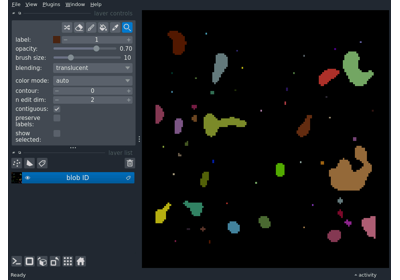 File View Plugins Window Help
layer controls
label: 1
opacity: 0.70
brush size: 10
blending: translucent
color mode: auto
contour: 0
n edit dim: 2
contiguous:
preserve
labels:
show
selected:
layer list
blob ID
Ready activity